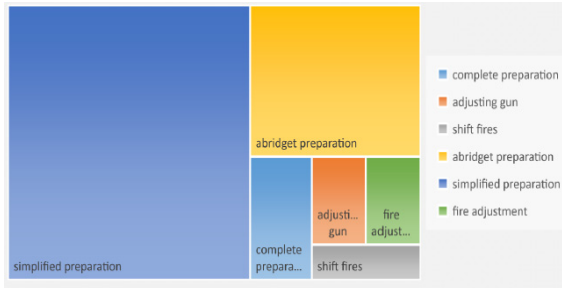 abridget preparation
adjusti...
gun
fire
adjust...
complete
prepara...
shift fires
simplified preparation
complete preparation
adjusting gun
shift fires
abridget preparation
simplified preparation
fire adjustment